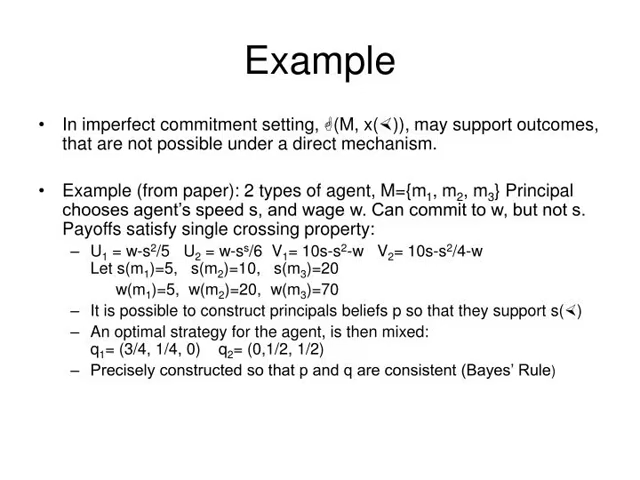 Example
• In imperfect commitment setting, (M, x()), may support outcomes,
that are not possible under a direct mechanism.
• Example (from paper): 2 types of agent, M={m₁, m₂, m₃} Principal
chooses agent's speed s, and wage w. Can commit to w, but not s.
Payoffs satisfy single crossing property:
– U₁ = w-s²/5 U₂ = w-sˢ/6 V₁= 10s-s²-w V₂= 10s-s²/4-w
Let s(m₁)=5, s(m₂)=10, s(m₃)=20
w(m₁)=5, w(m₂)=20, w(m₃)=70
– It is possible to construct principals beliefs p so that they support s()
– An optimal strategy for the agent, is then mixed:
q₁= (3/4, 1/4, 0) q₂= (0,1/2, 1/2)
– Precisely constructed so that p and q are consistent (Bayes' Rule)